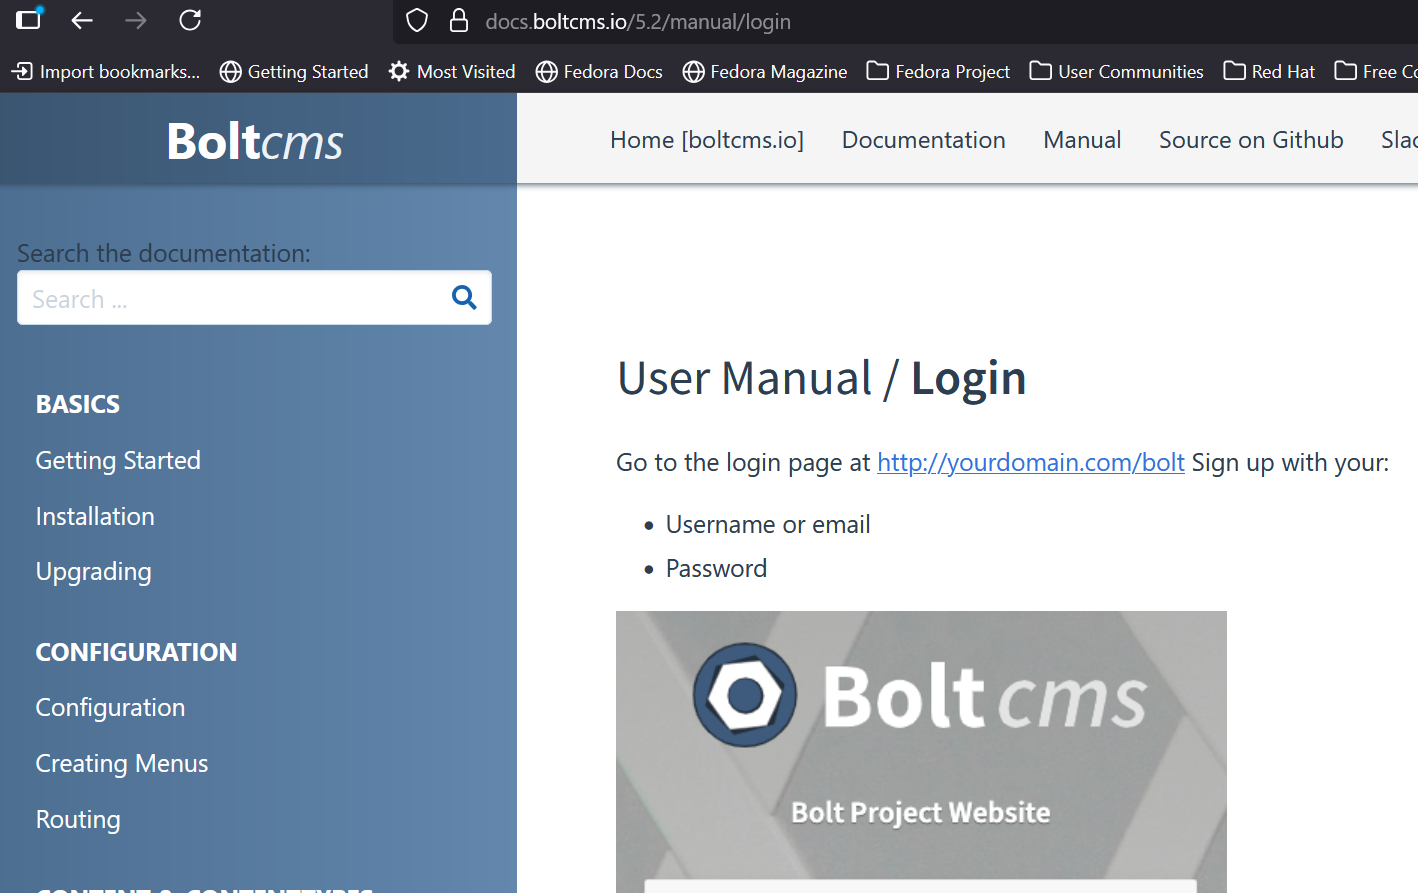 docs.boltcms.io/5.2/manual/login
Import bookmarks... Getting Started Most Visited Fedora Docs Fedora Magazine Fedora Project User Communities Red Hat Free Co
Boltcms
Home [boltcms.io] Documentation Manual Source on Github Slac
Search the documentation:
Search ...
BASICS
Getting Started
Installation
Upgrading
CONFIGURATION
Configuration
Creating Menus
Routing
CONTENT & CONTENTTYPES
User Manual / Login
Go to the login page at http://yourdomain.com/bolt Sign up with your:
• Username or email
• Password
Bolt cms
Bolt Project Website